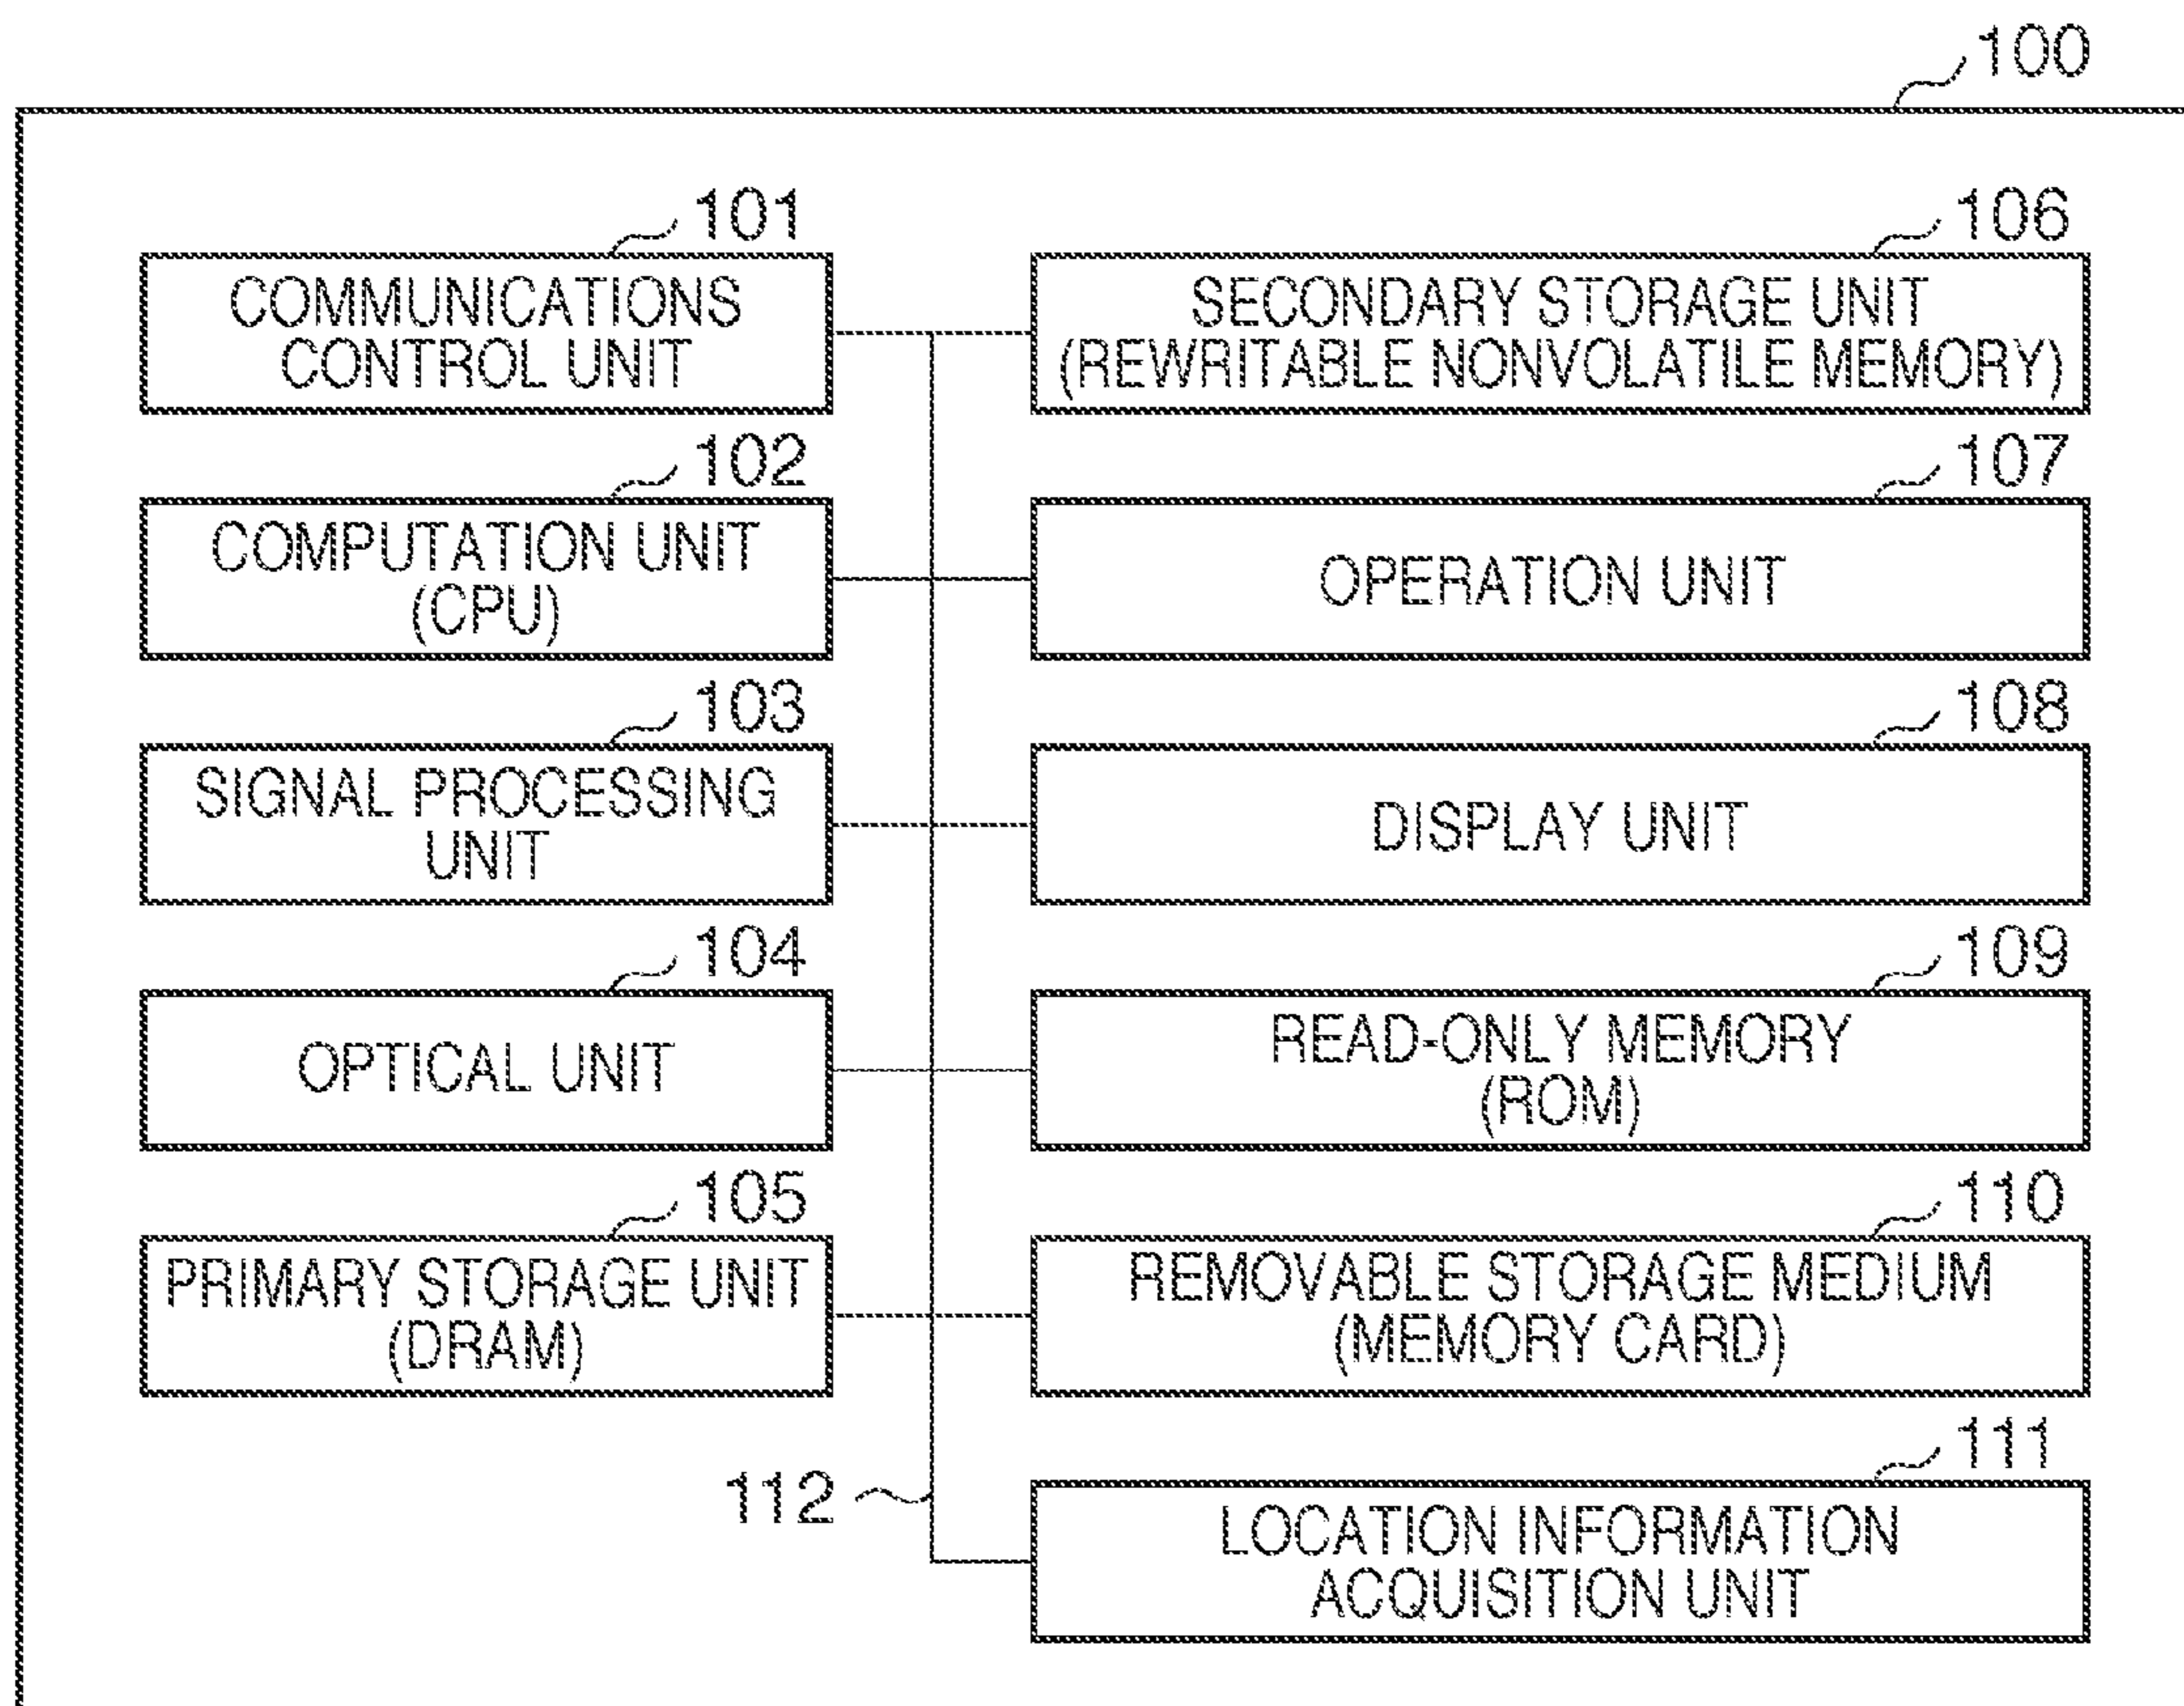 100
101
COMMUNICATIONS
CONTROL UNIT
102
COMPUTATION UNIT
(CPU)
103
SIGNAL PROCESSING
UNIT
104
OPTICAL UNIT
105
PRIMARY STORAGE UNIT
(DRAM)
106
SECONDARY STORAGE UNIT
(REWRITABLE NONVOLATILE MEMORY)
107
OPERATION UNIT
108
DISPLAY UNIT
109
READ-ONLY MEMORY
(ROM)
110
REMOVABLE STORAGE MEDIUM
(MEMORY CARD)
111
LOCATION INFORMATION
ACQUISITION UNIT
112